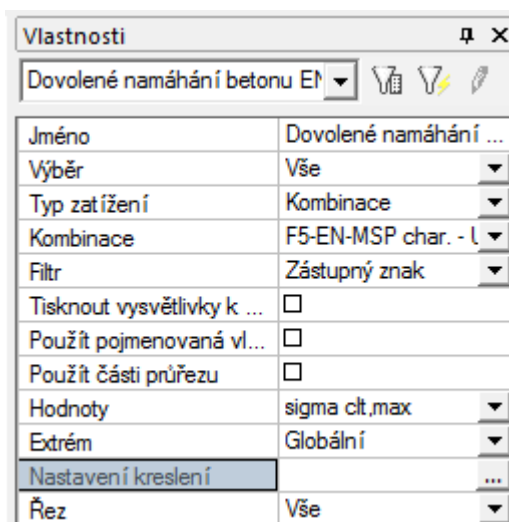 Vlastnosti
Dovolené namáhání betonu EN
Jméno Dovolené namáhání ...
Výběr Vše
Typ zatížení Kombinace
Kombinace F5-EN-MSP char. - U
Filtr Zástupný znak
Tisknout vysvětlivky k ...
Použít pojmenovaná vl...
Použít části průřezu
Hodnoty sigma clt,max
Extrém Globální
Nastavení kreslení ...
Řez Vše